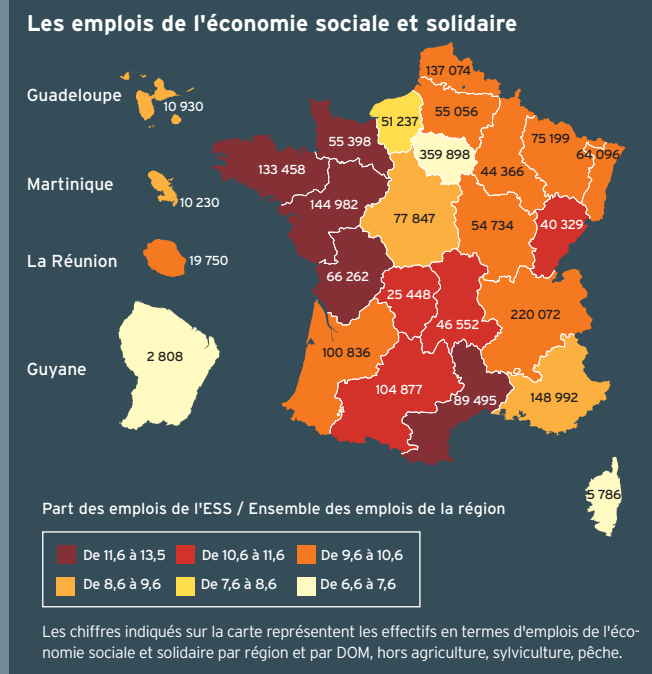 Les emplois de l'économie sociale et solidaire
Guadeloupe
10 930
Martinique
10 230
La Réunion
19 750
Guyane
2 808
137 074
55 056
51 237
55 398
359 898
75 199
64 096
44 366
133 458
144 982
77 847
54 734
40 329
66 262
25 448
46 552
220 072
100 836
104 877
89 495
148 992
5 786
Part des emplois de l'ESS / Ensemble des emplois de la région
De 11,6 à 13,5 De 10,6 à 11,6 De 9,6 à 10,6
De 8,6 à 9,6 De 7,6 à 8,6 De 6,6 à 7,6
Les chiffres indiqués sur la carte représentent les effectifs en termes d'emplois de l'éco-
nomie sociale et solidaire par région et par DOM, hors agriculture, sylviculture, pêche.